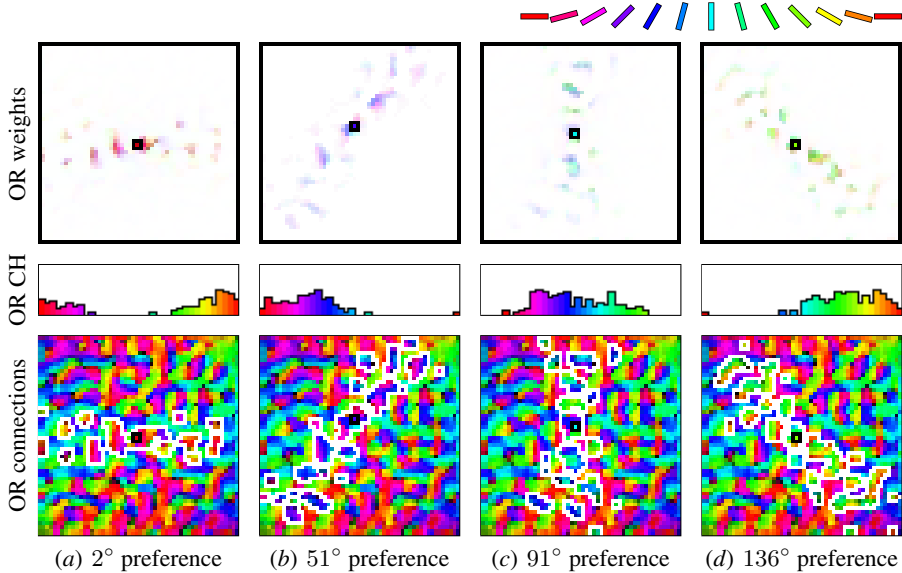 OR weights
OR CH
OR connections
(a) 2° preference
(b) 51° preference
(c) 91° preference
(d) 136° preference